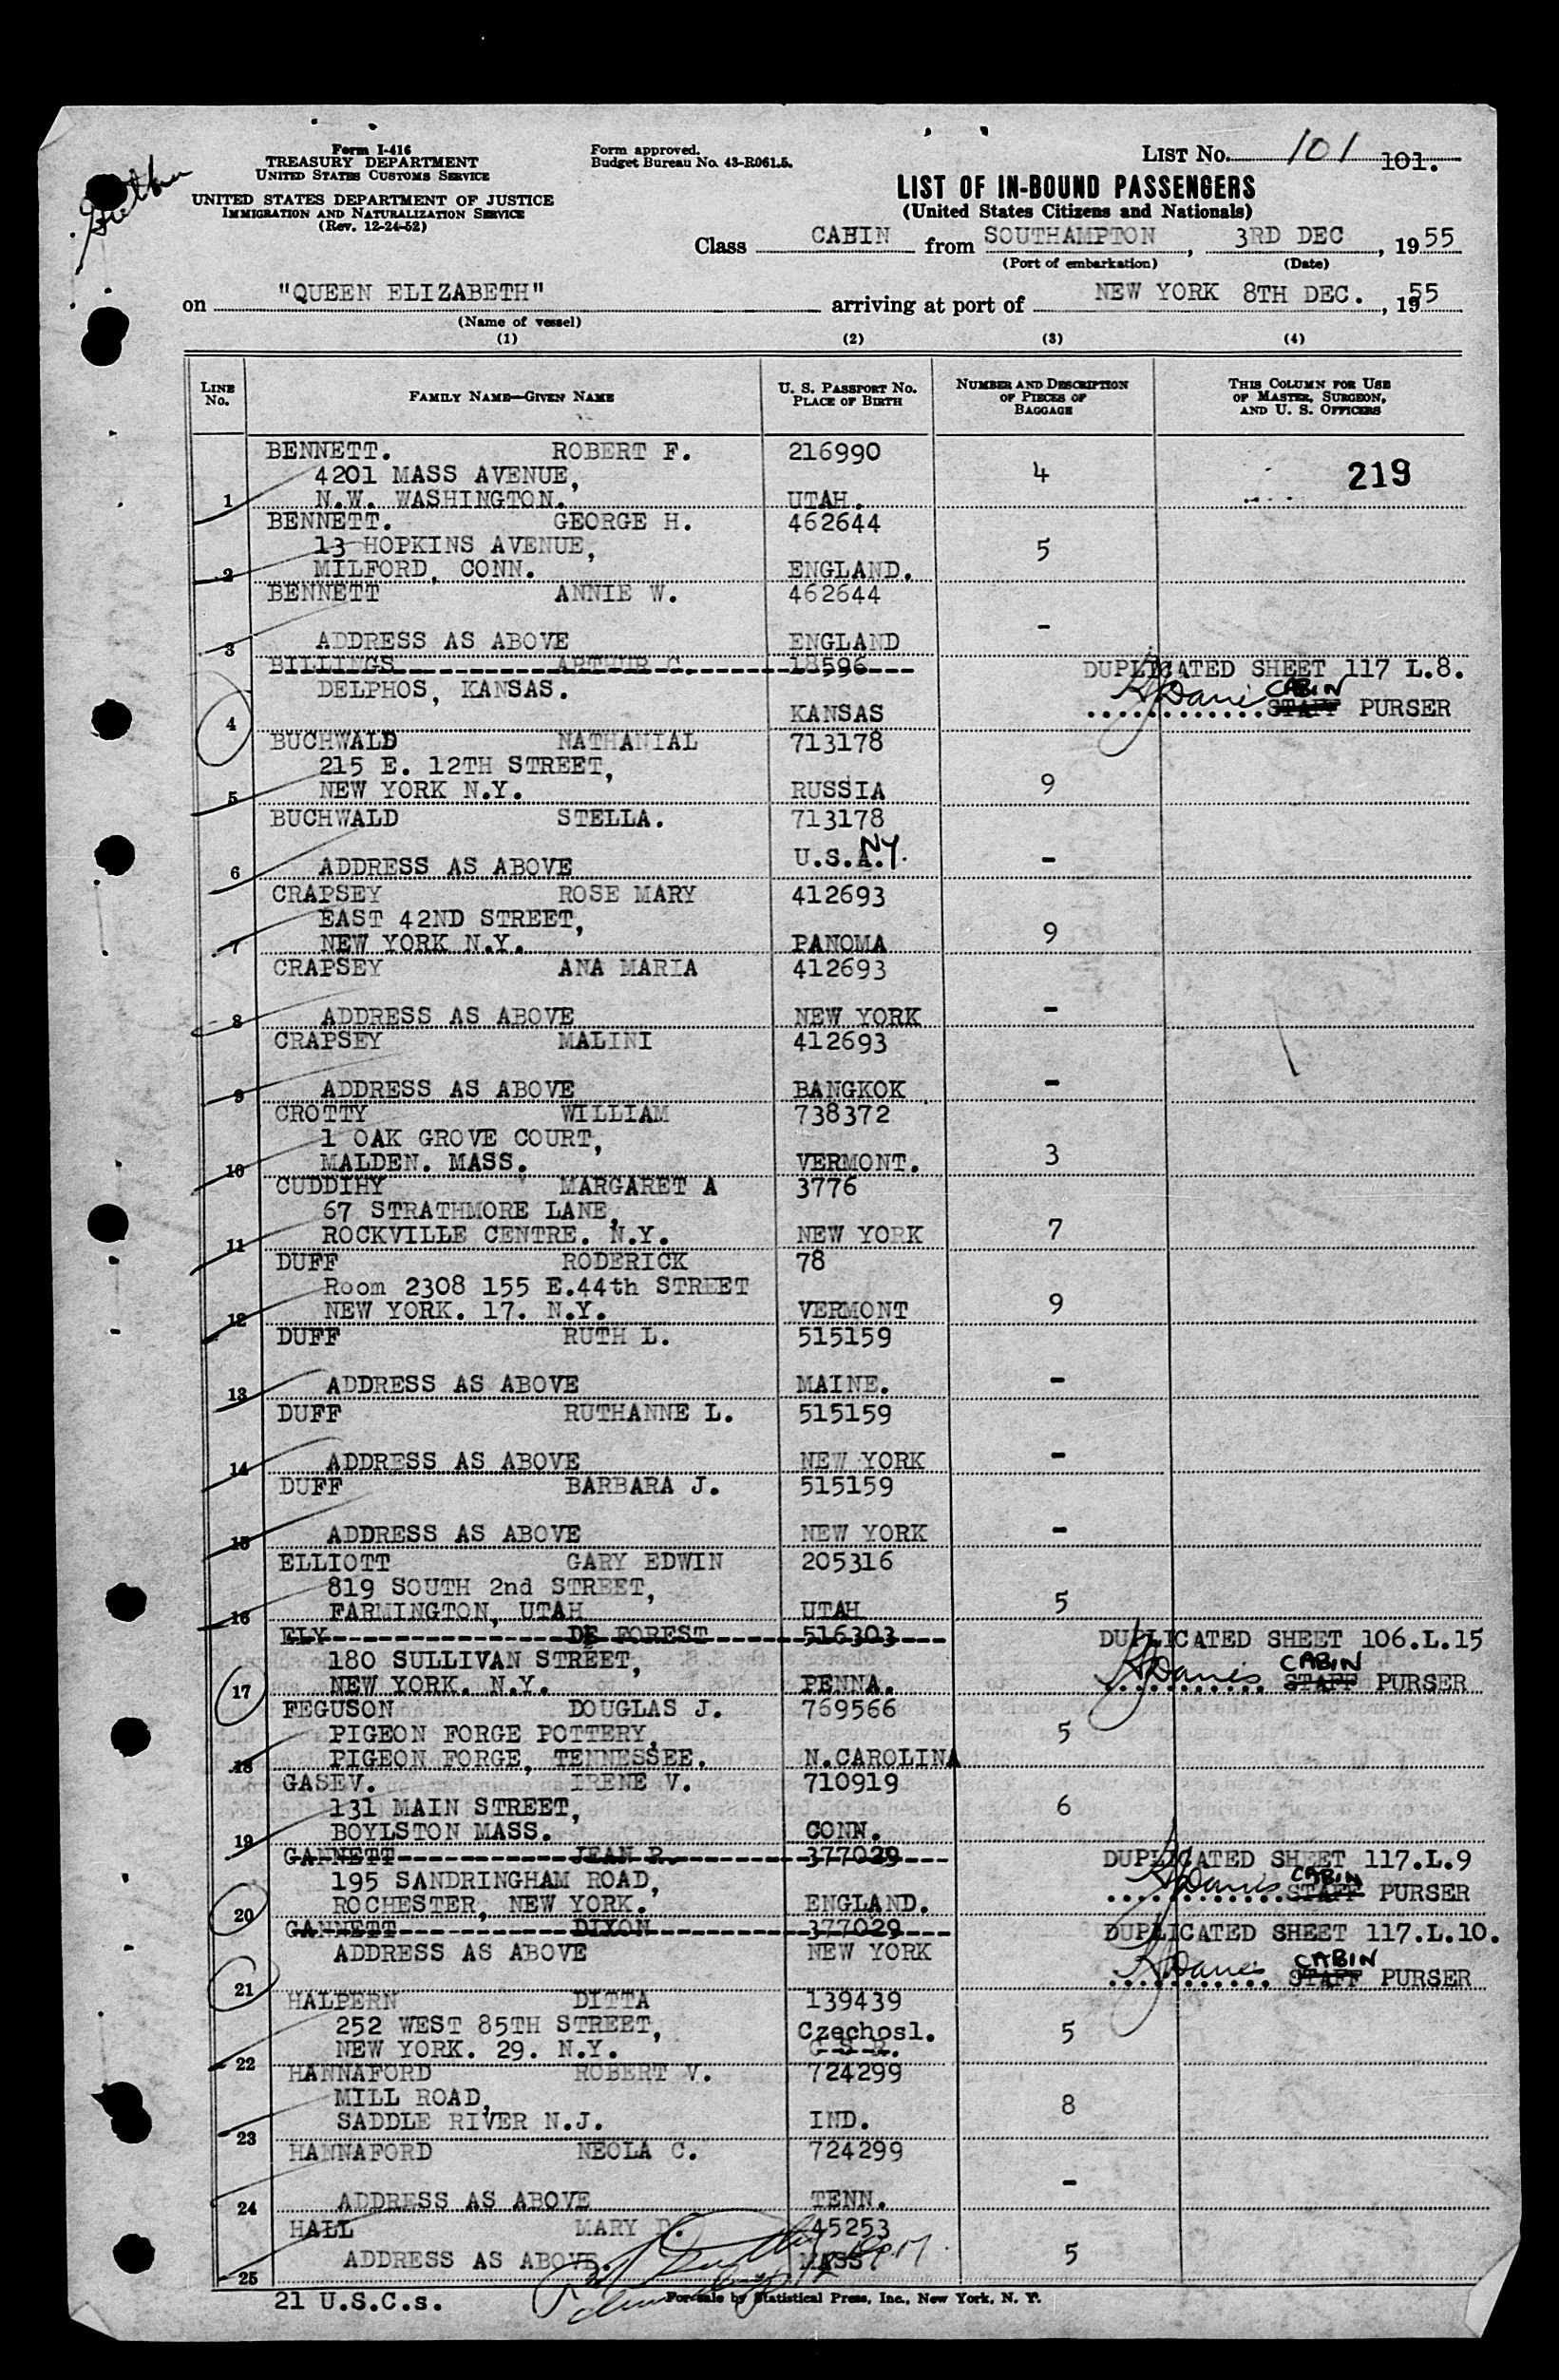 Form I-416
TREASURY DEPARTMENT
UNITED STATES CUSTOMS SERVICE
UNITED STATES DEPARTMENT OF JUSTICE
IMMIGRATION AND NATURALIZATION SERVICE
(Rev. 12-24-52)
Form approved.
Budget Bureau No. 43-R061.5.
LIST No. 101 101.
LIST OF IN-BOUND PASSENGERS
(United States Citizens and Nationals)
Class CABIN from SOUTHAMPTON, 3RD DEC, 1955
(Port of embarkation) (Date)
on "QUEEN ELIZABETH" arriving at port of NEW YORK 8TH DEC., 1955
(Name of vessel)
(1) (2) (3) (4)
LINE No. FAMILY NAME—GIVEN NAME U. S. PASSPORT No. PLACE OF BIRTH NUMBER AND DESCRIPTION OF PIECES OF BAGGAGE THIS COLUMN FOR USE OF MASTER, SURGEON, AND U. S. OFFICERS
BENNETT. ROBERT F. 216990
4201 MASS AVENUE, 4 219
1 N.W. WASHINGTON. UTAH.
BENNETT. GEORGE H. 462644
13 HOPKINS AVENUE, 5
2 MILFORD, CONN. ENGLAND.
BENNETT ANNIE W. 462644
-
3 ADDRESS AS ABOVE ENGLAND
BILLINGS ARTHUR C. 18596 DUPLICATED SHEET 117 L.8.
DELPHOS, KANSAS.
4 KANSAS CABIN STAFF PURSER
BUCHWALD NATHANIAL 713178
215 E. 12TH STREET,
5 NEW YORK N.Y. RUSSIA 9
BUCHWALD STELLA. 713178
U.S.A. NY.
6 ADDRESS AS ABOVE -
CRAPSEY ROSE MARY 412693
EAST 42ND STREET, 9
7 NEW YORK N.Y. PANOMA
CRAPSEY ANA MARIA 412693
8 ADDRESS AS ABOVE NEW YORK -
CRAPSEY MALINI 412693
9 ADDRESS AS ABOVE BANGKOK -
CROTTY WILLIAM 738372
1 OAK GROVE COURT,
10 MALDEN. MASS. VERMONT. 3
CUDDIHY MARGARET A 3776
67 STRATHMORE LANE,
11 ROCKVILLE CENTRE. N.Y. NEW YORK 7
DUFF RODERICK 78
Room 2308 155 E.44th STREET
12 NEW YORK. 17. N.Y. VERMONT 9
DUFF RUTH L. 515159
13 ADDRESS AS ABOVE MAINE. -
DUFF RUTHANNE L. 515159
14 ADDRESS AS ABOVE NEW YORK -
DUFF BARBARA J. 515159
15 ADDRESS AS ABOVE NEW YORK -
ELLIOTT GARY EDWIN 205316
819 SOUTH 2nd STREET,
16 FARMINGTON, UTAH UTAH 5
ELY DE FOREST 516303 DUPLICATED SHEET 106.L.15
180 SULLIVAN STREET,
17 NEW YORK. N.Y. PENNA. CABIN STAFF PURSER
FEGUSON DOUGLAS J. 769566
PIGEON FORGE POTTERY, 5
18 PIGEON FORGE, TENNESSEE. N.CAROLINA
GASEV. IRENE V. 710919
131 MAIN STREET, 6
19 BOYLSTON MASS. CONN.
GANNETT JEAN R. 377029 DUPLICATED SHEET 117.L.9
195 SANDRINGHAM ROAD,
20 ROCHESTER, NEW YORK. ENGLAND. CABIN STAFF PURSER
GANNETT DIXON 377029 DUPLICATED SHEET 117.L.10.
ADDRESS AS ABOVE NEW YORK
21 CABIN STAFF PURSER
HALPERN DITTA 139439
252 WEST 85TH STREET, Czechosl. 5
22 NEW YORK. 29. N.Y. C S R.
HANNAFORD ROBERT V. 724299
MILL ROAD, 8
23 SADDLE RIVER N.J. IND.
HANNAFORD NEOLA C. 724299
-
24 ADDRESS AS ABOVE TENN.
HALL MARY D. 45253
25 ADDRESS AS ABOVE. MASS. 5
21 U.S.C.s. For sale by Statistical Press, Inc., New York, N. Y.